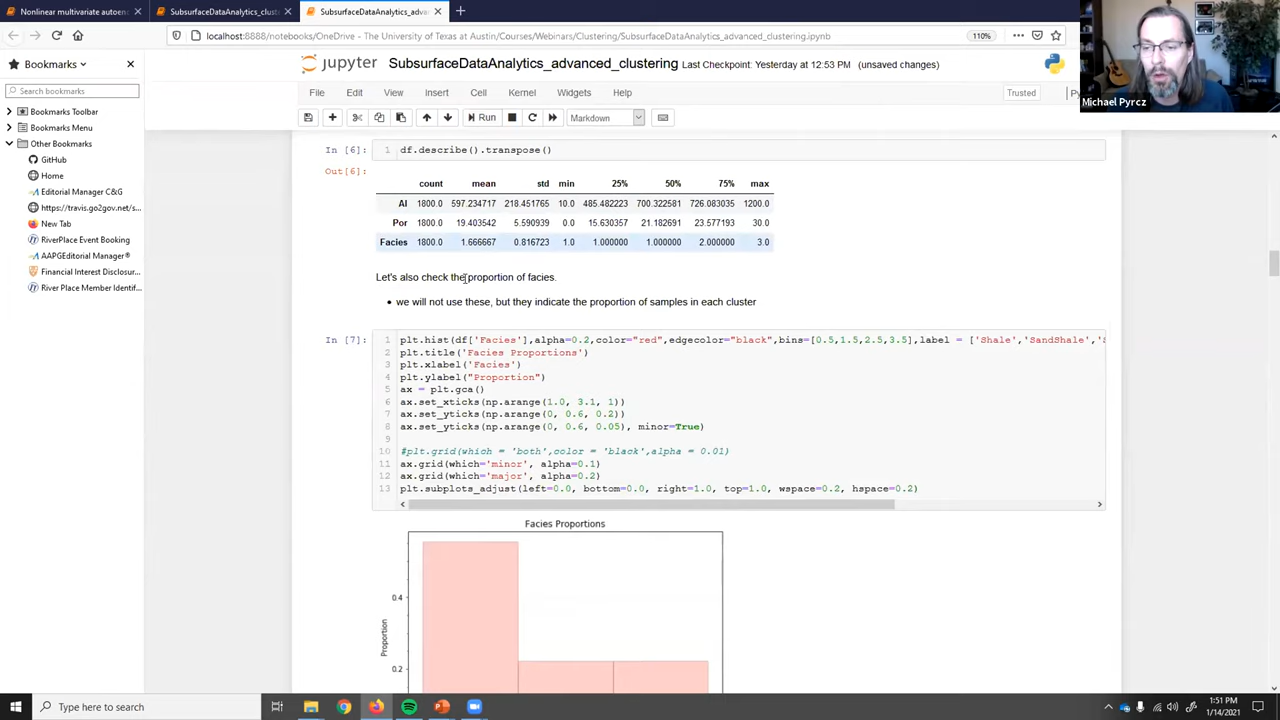 Nonlinear multivariate autoen
SubsurfaceDataAnalytics_clust
SubsurfaceDataAnalytics_adva
localhost:8888/notebooks/OneDrive - The University of Texas at Austin/Courses/Webinars/Clustering/SubsurfaceDataAnalytics_advanced_clustering.ipynb
110%
Bookmarks
Search bookmarks
Bookmarks Toolbar
Bookmarks Menu
Other Bookmarks
GitHub
Home
Editorial Manager C&G
https://travis.go2gov.net/s...
New Tab
RiverPlace Event Booking
AAPGEditorial Manager®
Financial Interest Disclosur...
River Place Member Identif...
jupyter SubsurfaceDataAnalytics_advanced_clustering Last Checkpoint: Yesterday at 12:53 PM (unsaved changes)
File Edit View Insert Cell Kernel Widgets Help
Trusted
Run
Markdown
In [6]: 1 df.describe().transpose()
Out[6]:
count mean std min 25% 50% 75% max
AI 1800.0 597.234717 218.451765 10.0 485.482223 700.322581 726.083035 1200.0
Por 1800.0 19.403542 5.590939 0.0 15.630357 21.182691 23.577193 30.0
Facies 1800.0 1.666667 0.816723 1.0 1.000000 1.000000 2.000000 3.0
Let's also check the proportion of facies.
• we will not use these, but they indicate the proportion of samples in each cluster
In [7]: 1 plt.hist(df['Facies'],alpha=0.2,color="red",edgecolor="black",bins=[0.5,1.5,2.5,3.5],label = ['Shale','SandShale','S
2 plt.title('Facies Proportions')
3 plt.xlabel('Facies')
4 plt.ylabel("Proportion")
5 ax = plt.gca()
6 ax.set_xticks(np.arange(1.0, 3.1, 1))
7 ax.set_yticks(np.arange(0, 0.6, 0.2))
8 ax.set_yticks(np.arange(0, 0.6, 0.05), minor=True)
9
10 #plt.grid(which = 'both',color = 'black',alpha = 0.01)
11 ax.grid(which='minor', alpha=0.1)
12 ax.grid(which='major', alpha=0.2)
13 plt.subplots_adjust(left=0.0, bottom=0.0, right=1.0, top=1.0, wspace=0.2, hspace=0.2)
Facies Proportions
0.4
Proportion
0.2
Michael Pyrcz
Type here to search
1:51 PM
1/14/2021